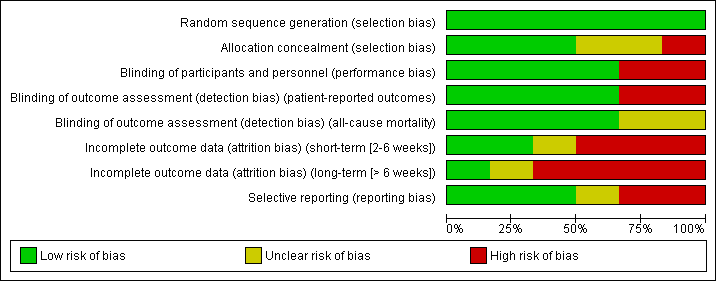 Random sequence generation (selection bias)
Allocation concealment (selection bias)
Blinding of participants and personnel (performance bias)
Blinding of outcome assessment (detection bias) (patient-reported outcomes)
Blinding of outcome assessment (detection bias) (all-cause mortality)
Incomplete outcome data (attrition bias) (short-term [2-6 weeks])
Incomplete outcome data (attrition bias) (long-term [> 6 weeks])
Selective reporting (reporting bias)
0% 25% 50% 75% 100%
Low risk of bias Unclear risk of bias High risk of bias